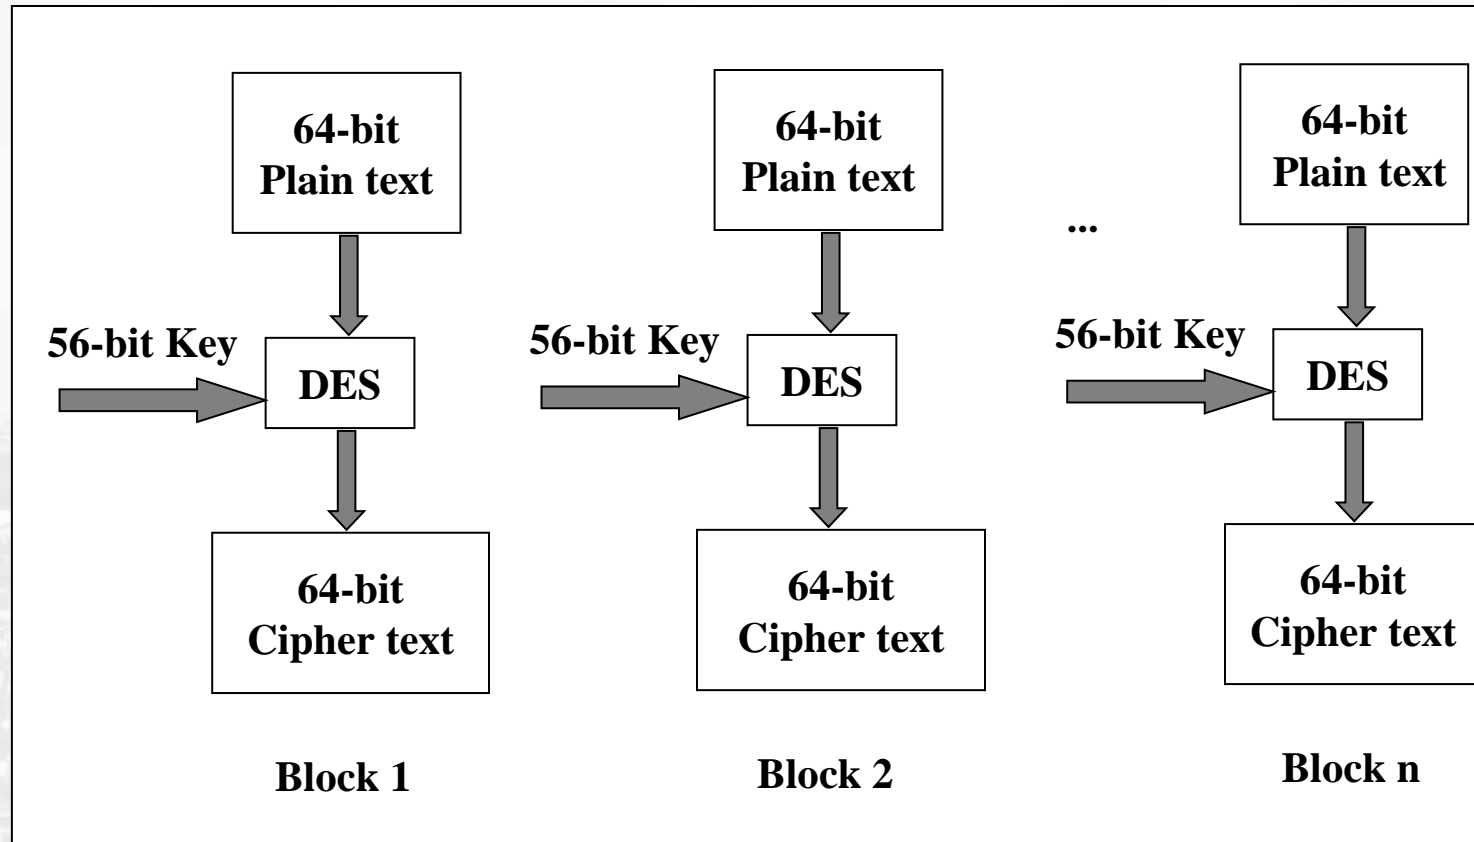 64-bit
Plain text
64-bit
Plain text
...
64-bit
Plain text
56-bit Key
DES
56-bit Key
DES
56-bit Key
DES
64-bit
Cipher text
64-bit
Cipher text
64-bit
Cipher text
Block 1
Block 2
Block n